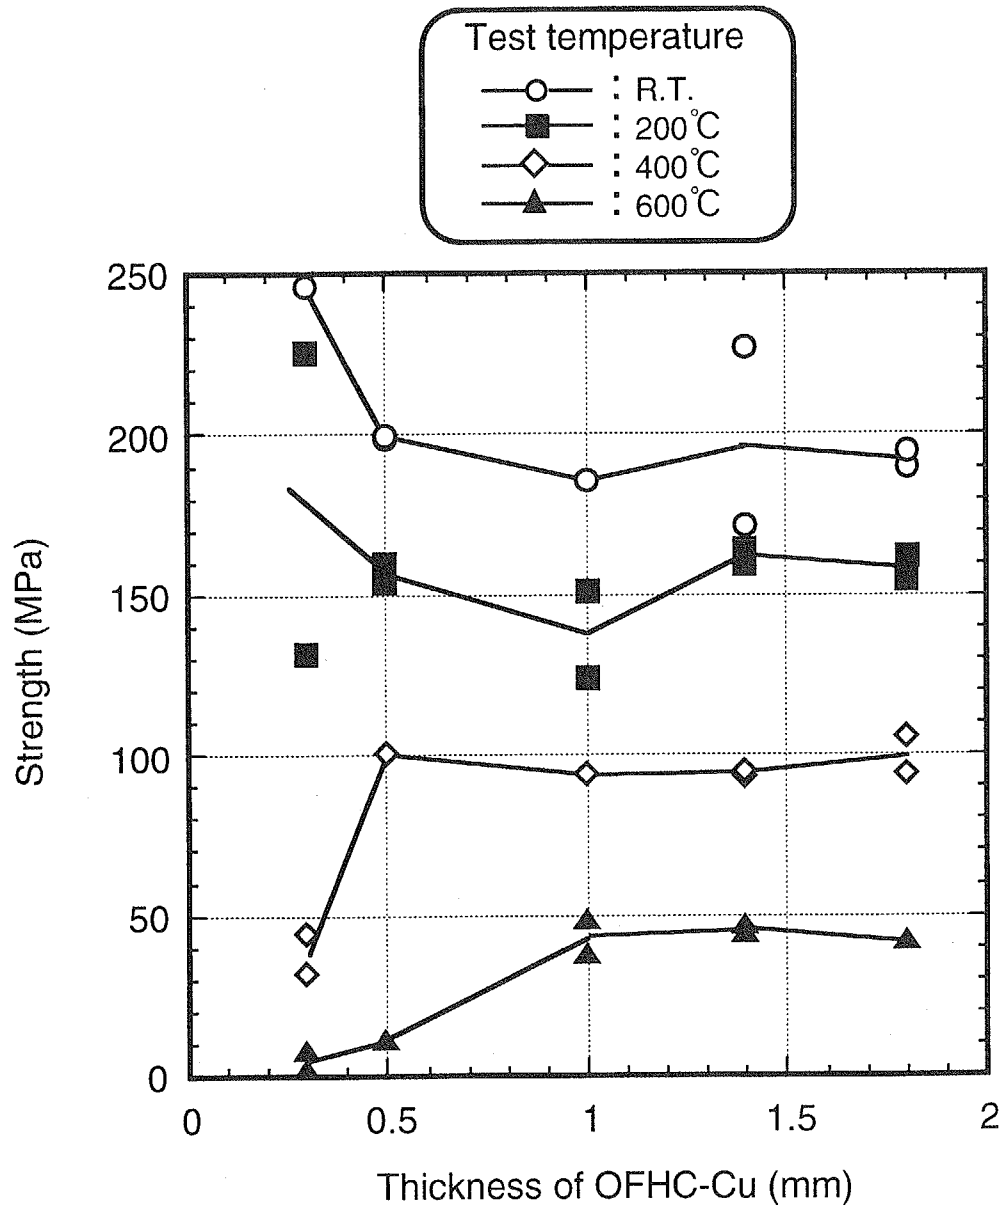 Test temperature
: R.T.
: 200°C
: 400°C
: 600°C
250
200
150
100
50
0
Strength (MPa)
0 0.5 1 1.5 2
Thickness of OFHC-Cu (mm)